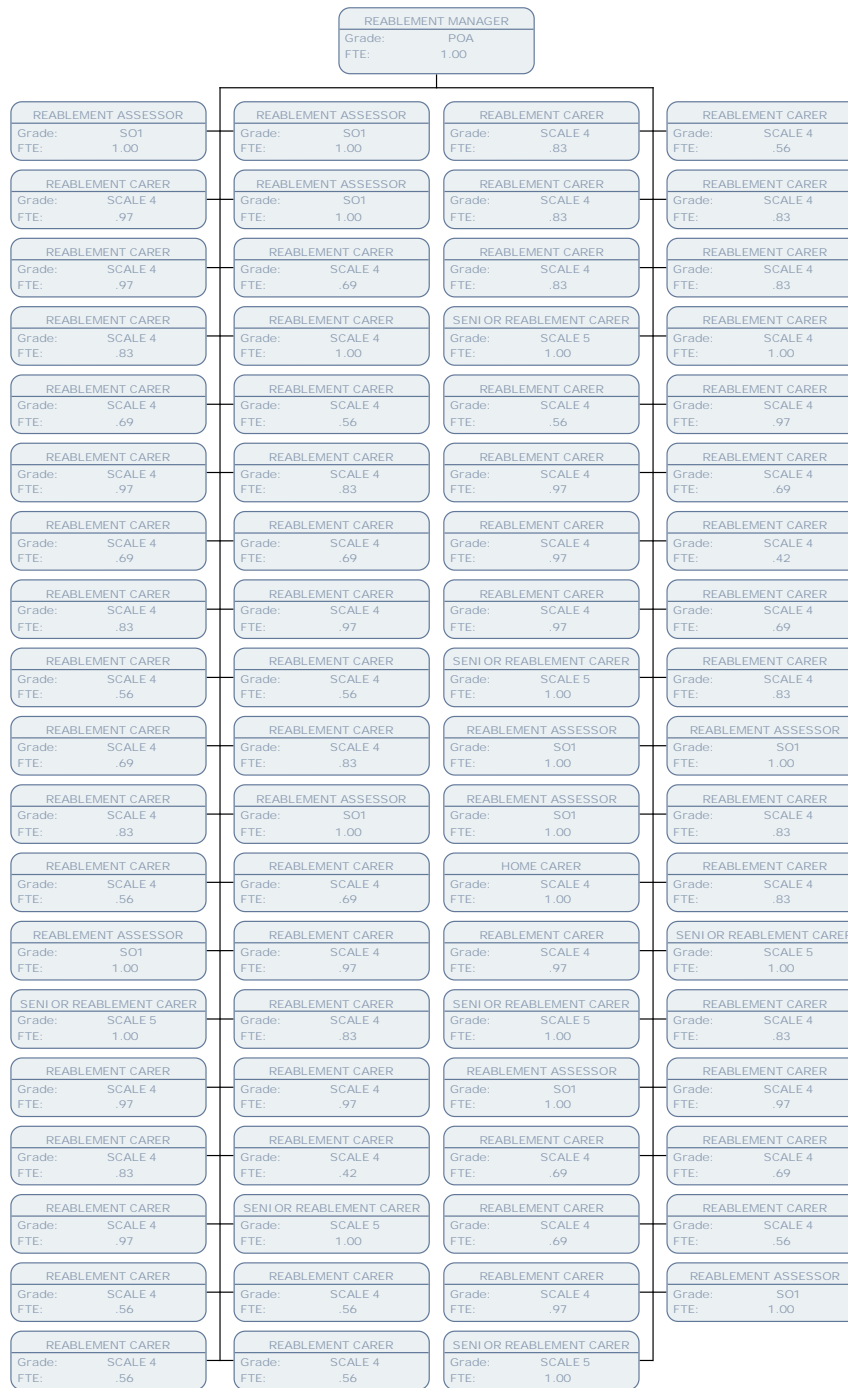 REABLEMENT MANAGER
Grade: POA
FTE: 1.00
REABLEMENT ASSESSOR
Grade: SO1
FTE: 1.00
REABLEMENT ASSESSOR
Grade: SO1
FTE: 1.00
REABLEMENT CARER
Grade: SCALE 4
FTE: .83
REABLEMENT CARER
Grade: SCALE 4
FTE: .56
REABLEMENT CARER
Grade: SCALE 4
FTE: .97
REABLEMENT ASSESSOR
Grade: SO1
FTE: 1.00
REABLEMENT CARER
Grade: SCALE 4
FTE: .83
REABLEMENT CARER
Grade: SCALE 4
FTE: .83
REABLEMENT CARER
Grade: SCALE 4
FTE: .97
REABLEMENT CARER
Grade: SCALE 4
FTE: .69
REABLEMENT CARER
Grade: SCALE 4
FTE: .83
REABLEMENT CARER
Grade: SCALE 4
FTE: .83
REABLEMENT CARER
Grade: SCALE 4
FTE: .83
REABLEMENT CARER
Grade: SCALE 4
FTE: 1.00
SENIOR REABLEMENT CARER
Grade: SCALE 5
FTE: 1.00
REABLEMENT CARER
Grade: SCALE 4
FTE: 1.00
REABLEMENT CARER
Grade: SCALE 4
FTE: .69
REABLEMENT CARER
Grade: SCALE 4
FTE: .56
REABLEMENT CARER
Grade: SCALE 4
FTE: .56
REABLEMENT CARER
Grade: SCALE 4
FTE: .97
REABLEMENT CARER
Grade: SCALE 4
FTE: .97
REABLEMENT CARER
Grade: SCALE 4
FTE: .83
REABLEMENT CARER
Grade: SCALE 4
FTE: .97
REABLEMENT CARER
Grade: SCALE 4
FTE: .69
REABLEMENT CARER
Grade: SCALE 4
FTE: .69
REABLEMENT CARER
Grade: SCALE 4
FTE: .69
REABLEMENT CARER
Grade: SCALE 4
FTE: .97
REABLEMENT CARER
Grade: SCALE 4
FTE: .42
REABLEMENT CARER
Grade: SCALE 4
FTE: .83
REABLEMENT CARER
Grade: SCALE 4
FTE: .97
REABLEMENT CARER
Grade: SCALE 4
FTE: .97
REABLEMENT CARER
Grade: SCALE 4
FTE: .69
REABLEMENT CARER
Grade: SCALE 4
FTE: .56
REABLEMENT CARER
Grade: SCALE 4
FTE: .56
SENIOR REABLEMENT CARER
Grade: SCALE 5
FTE: 1.00
REABLEMENT CARER
Grade: SCALE 4
FTE: .83
REABLEMENT CARER
Grade: SCALE 4
FTE: .69
REABLEMENT CARER
Grade: SCALE 4
FTE: .83
REABLEMENT ASSESSOR
Grade: SO1
FTE: 1.00
REABLEMENT ASSESSOR
Grade: SO1
FTE: 1.00
REABLEMENT CARER
Grade: SCALE 4
FTE: .83
REABLEMENT ASSESSOR
Grade: SO1
FTE: 1.00
REABLEMENT ASSESSOR
Grade: SO1
FTE: 1.00
REABLEMENT CARER
Grade: SCALE 4
FTE: .83
REABLEMENT CARER
Grade: SCALE 4
FTE: .56
REABLEMENT CARER
Grade: SCALE 4
FTE: .69
HOME CARER
Grade: SCALE 4
FTE: 1.00
REABLEMENT CARER
Grade: SCALE 4
FTE: .83
REABLEMENT ASSESSOR
Grade: SO1
FTE: 1.00
REABLEMENT CARER
Grade: SCALE 4
FTE: .97
REABLEMENT CARER
Grade: SCALE 4
FTE: .97
SENIOR REABLEMENT CARER
Grade: SCALE 5
FTE: 1.00
SENIOR REABLEMENT CARER
Grade: SCALE 5
FTE: 1.00
REABLEMENT CARER
Grade: SCALE 4
FTE: .83
SENIOR REABLEMENT CARER
Grade: SCALE 5
FTE: 1.00
REABLEMENT CARER
Grade: SCALE 4
FTE: .83
REABLEMENT CARER
Grade: SCALE 4
FTE: .97
REABLEMENT CARER
Grade: SCALE 4
FTE: .97
REABLEMENT ASSESSOR
Grade: SO1
FTE: 1.00
REABLEMENT CARER
Grade: SCALE 4
FTE: .97
REABLEMENT CARER
Grade: SCALE 4
FTE: .83
REABLEMENT CARER
Grade: SCALE 4
FTE: .42
REABLEMENT CARER
Grade: SCALE 4
FTE: .69
REABLEMENT CARER
Grade: SCALE 4
FTE: .69
REABLEMENT CARER
Grade: SCALE 4
FTE: .97
SENIOR REABLEMENT CARER
Grade: SCALE 5
FTE: 1.00
REABLEMENT CARER
Grade: SCALE 4
FTE: .69
REABLEMENT CARER
Grade: SCALE 4
FTE: .56
REABLEMENT CARER
Grade: SCALE 4
FTE: .56
REABLEMENT CARER
Grade: SCALE 4
FTE: .56
REABLEMENT CARER
Grade: SCALE 4
FTE: .97
REABLEMENT ASSESSOR
Grade: SO1
FTE: 1.00
REABLEMENT CARER
Grade: SCALE 4
FTE: .56
REABLEMENT CARER
Grade: SCALE 4
FTE: .56
SENIOR REABLEMENT CARER
Grade: SCALE 5
FTE: 1.00